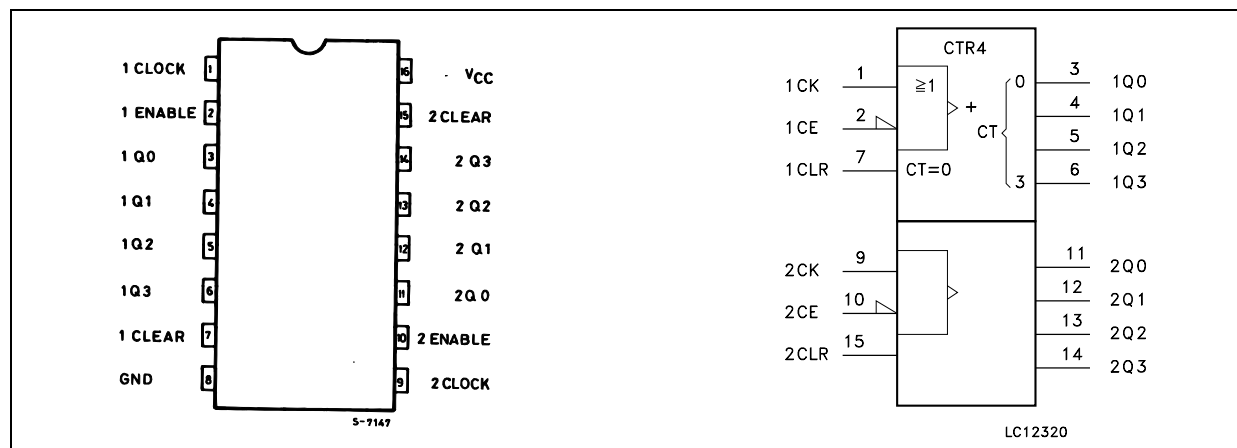 1 CLOCK 1
1 ENABLE 2
1 Q0 3
1Q1 4
1Q2 5
1Q3 6
1 CLEAR 7
GND 8
16 VCC
15 2 CLEAR
14 2 Q3
13 2 Q2
12 2 Q1
11 2Q0
10 2 ENABLE
9 2 CLOCK
S-7147
CTR4
1CK 1
1CE 2
1CLR 7
≧1
+
CT=0
CT
0
3
3 1Q0
4 1Q1
5 1Q2
6 1Q3
2CK 9
2CE 10
2CLR 15
11 2Q0
12 2Q1
13 2Q2
14 2Q3
LC12320